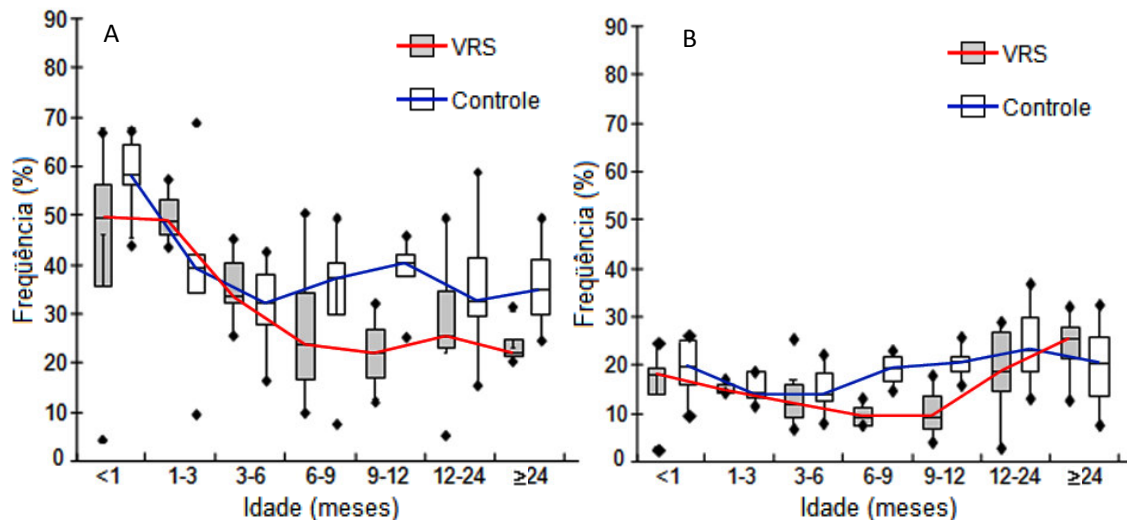 A
VRS
Controle
Freqüência (%)
90
80
70
60
50
40
30
20
10
0
<1 1-3 3-6 6-9 9-12 12-24 ≥24
Idade (meses)
B
VRS
Controle
Freqüência (%)
90
80
70
60
50
40
30
20
10
0
<1 1-3 3-6 6-9 9-12 12-24 ≥24
Idade (meses)